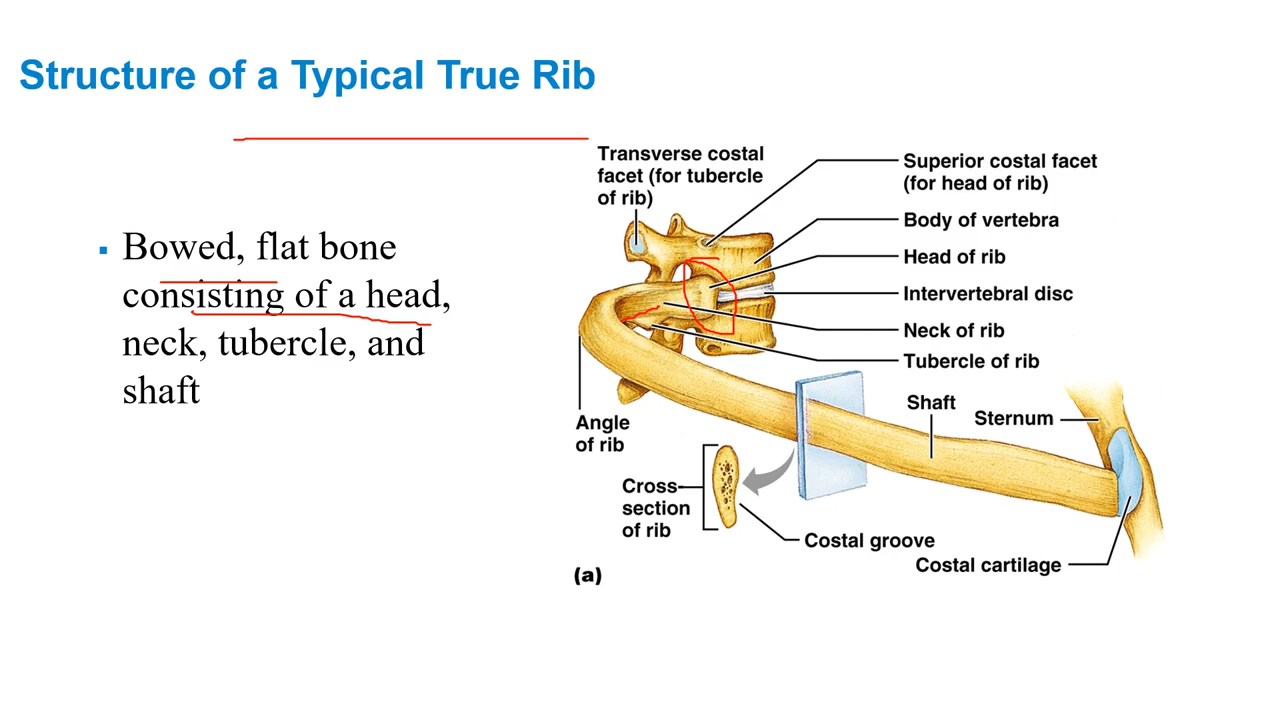 Structure of a Typical True Rib
▪ Bowed, flat bone
consisting of a head,
neck, tubercle, and
shaft
Transverse costal
facet (for tubercle
of rib)
Superior costal facet
(for head of rib)
Body of vertebra
Head of rib
Intervertebral disc
Neck of rib
Tubercle of rib
Angle
of rib
Shaft
Sternum
Cross-
section
of rib
Costal groove
Costal cartilage
(a)